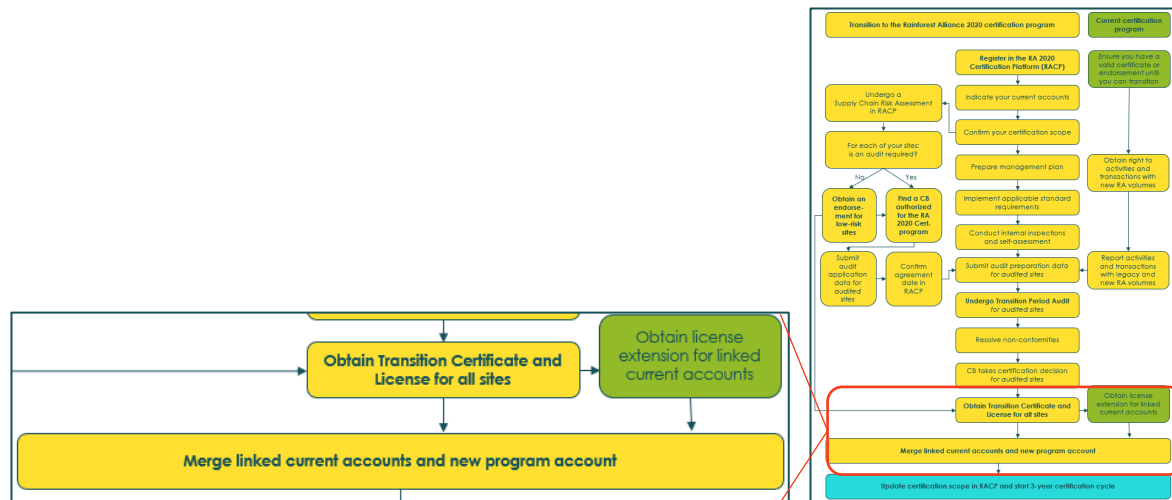 Transition to the Rainforest Alliance 2020 certification program
Current certification
program
Register in the RA 2020
Certification Platform (RACP)
Ensure you have a
valid certificate or
endorsement until
you can transition
Undergo a
Supply Chain Risk Assessment
in RACP
Indicate your current accounts
Confirm your certification scope
For each of your sites:
is an audit required?
Prepare management plan
Obtain right to
activities and
transactions with
new RA volumes
No
Yes
Obtain an
endorse-
ment for
low-risk
sites
Find a CB
authorized
for the RA
2020 Cert.
program
Implement applicable standard
requirements
Conduct internal inspections
and self-assessment
Submit
audit
application
data for
audited
sites
Confirm
agreement
date in
RACP
Submit audit preparation data
for audited sites
Report activities
and transactions
with legacy and
new RA volumes
Undergo Transition Period Audit
for audited sites
Resolve non-conformities
CB takes certification decision
for audited sites
Obtain Transition Certificate and
License for all sites
Obtain license
extension for linked
current accounts
Merge linked current accounts and new program account
Update certification scope in RACP and start 3-year certification cycle
Obtain Transition Certificate and
License for all sites
Obtain license
extension for linked
current accounts
Merge linked current accounts and new program account